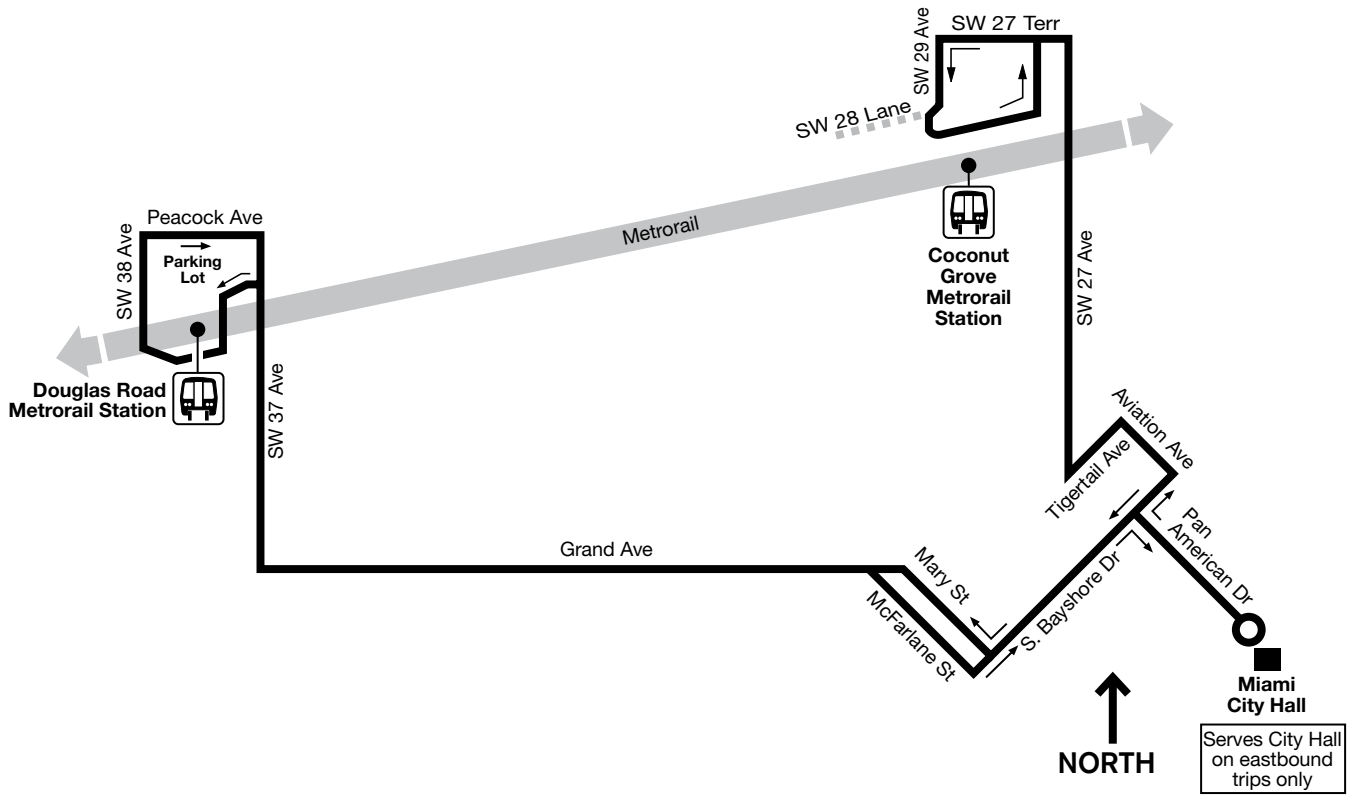 SW 27 Terr
SW 29 Ave
SW 28 Lane
Metrorail
Coconut
Grove
Metrorail
Station
SW 27 Ave
Peacock Ave
SW 38 Ave
Parking
Lot
Douglas Road
Metrorail Station
SW 37 Ave
Grand Ave
Mary St
McFarlane St
S. Bayshore Dr
Tigertail Ave
Aviation Ave
Pan
American Dr
Miami
City Hall
Serves City Hall
on eastbound
trips only
NORTH